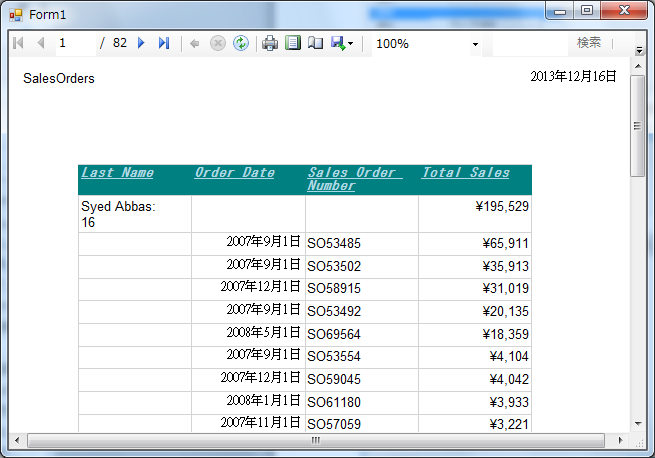 Form1
1 / 82 100% 検索
SalesOrders 2013年12月16日
Last Name Order Date Sales Order Number Total Sales
Syed Abbas: 16 ¥195,529
2007年9月1日 SO53485 ¥65,911
2007年9月1日 SO53502 ¥35,913
2007年12月1日 SO58915 ¥31,019
2007年9月1日 SO53492 ¥20,135
2008年5月1日 SO69564 ¥18,359
2007年9月1日 SO53554 ¥4,104
2007年12月1日 SO59045 ¥4,042
2008年1月1日 SO61180 ¥3,933
2007年11月1日 SO57059 ¥3,221